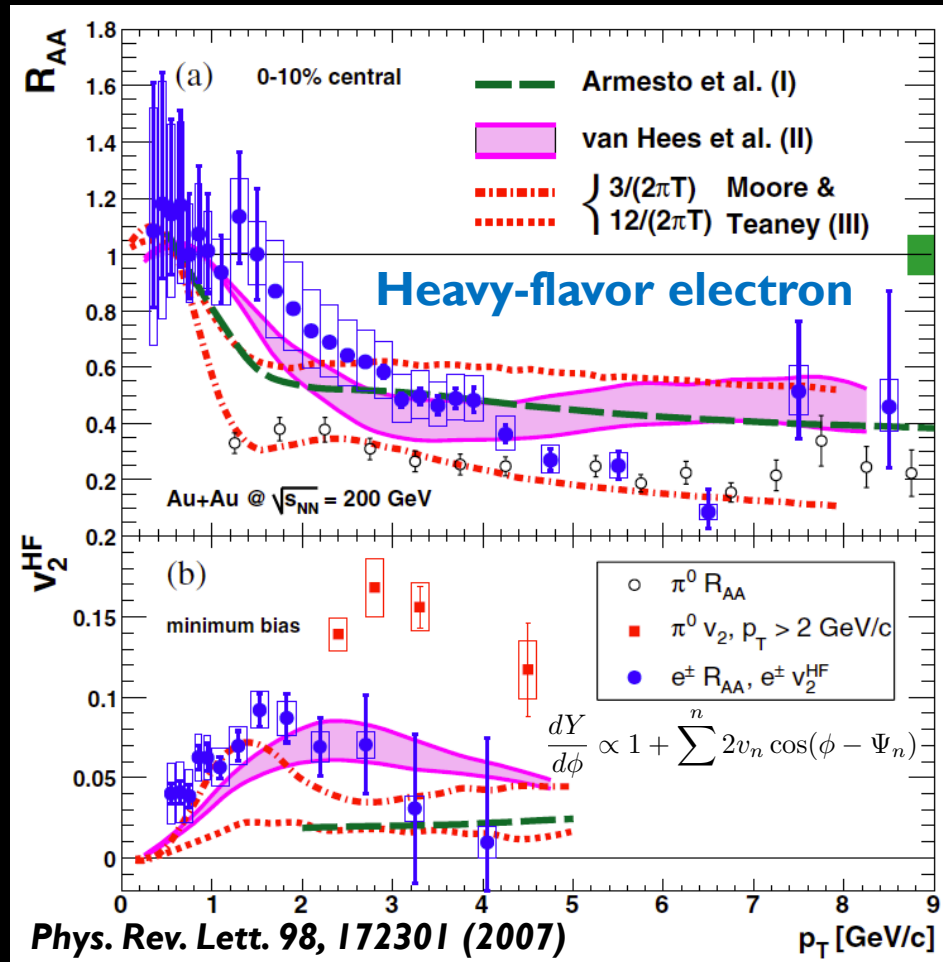 R_AA
1.8
1.6
1.4
1.2
1
0.8
0.6
0.4
0.2
(a)
0-10% central
Armesto et al. (I)
van Hees et al. (II)
3/(2πT) Moore &
12/(2πT) Teaney (III)
Heavy-flavor electron
Au+Au @ √s_NN = 200 GeV
v_2^HF
0.2
0.15
0.1
0.05
0
(b)
minimum bias
π⁰ R_AA
π⁰ v_2, p_T > 2 GeV/c
e± R_AA, e± v_2^HF
dY/dφ ∝ 1 + ∑^n 2v_n cos(φ − Ψ_n)
0 1 2 3 4 5 6 7 8 9
Phys. Rev. Lett. 98, 172301 (2007)
p_T [GeV/c]